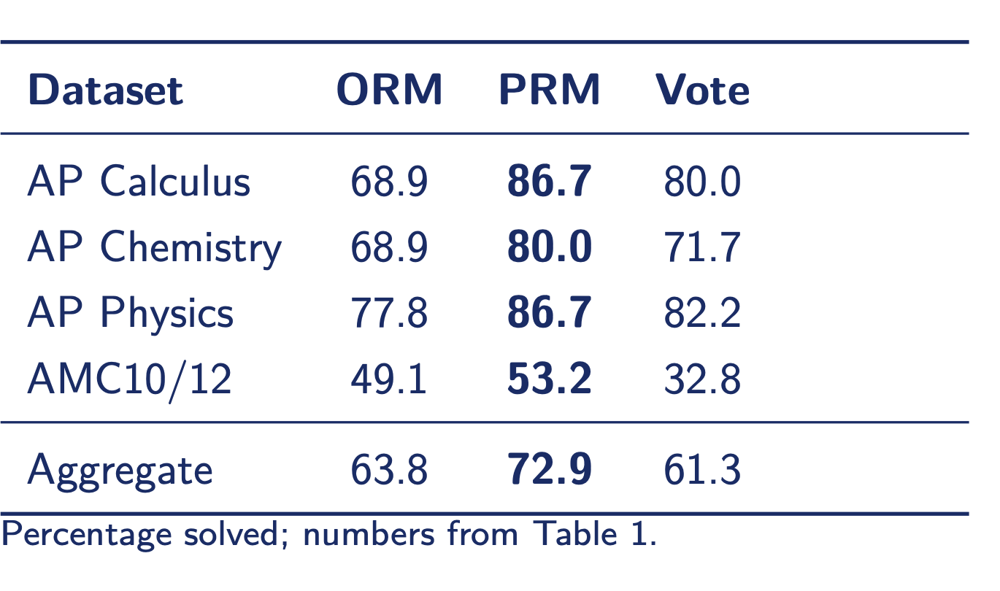 Dataset ORM PRM Vote
AP Calculus 68.9 86.7 80.0
AP Chemistry 68.9 80.0 71.7
AP Physics 77.8 86.7 82.2
AMC10/12 49.1 53.2 32.8
Aggregate 63.8 72.9 61.3
Percentage solved; numbers from Table 1.